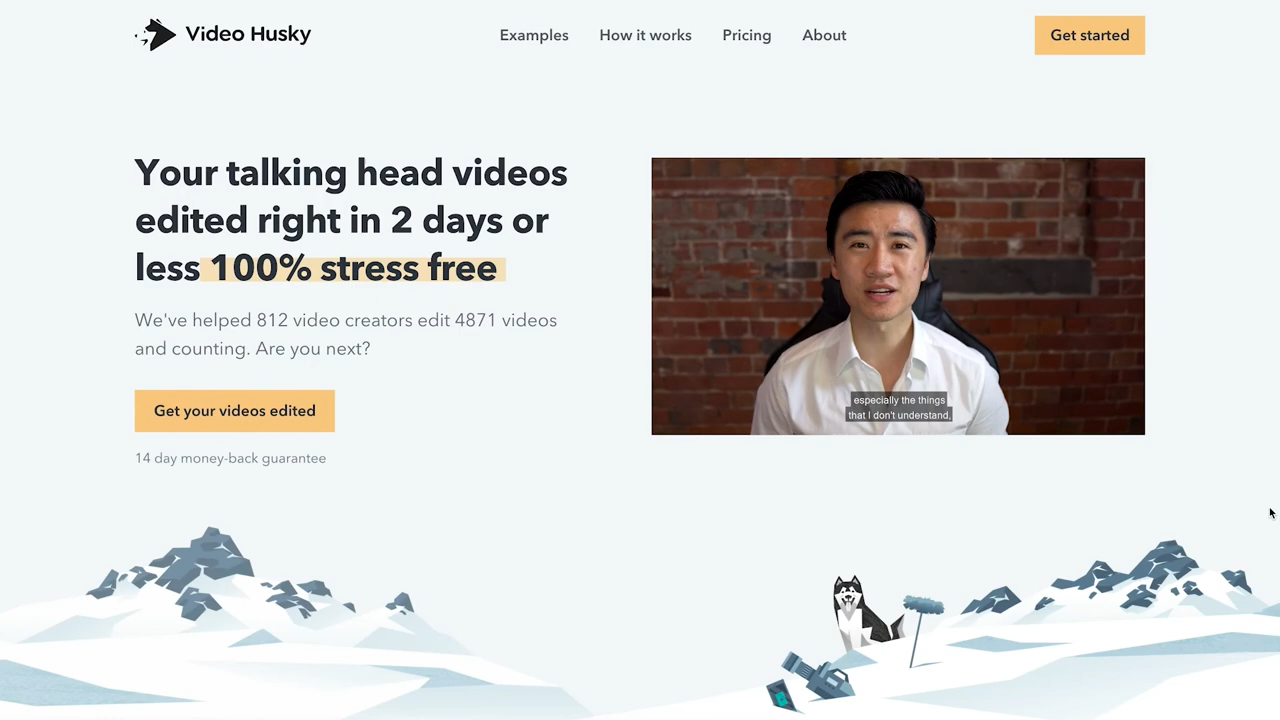 Video Husky
Examples
How it works
Pricing
About
Get started
Your talking head videos
edited right in 2 days or
less 100% stress free
We've helped 812 video creators edit 4871 videos
and counting. Are you next?
Get your videos edited
14 day money-back guarantee
especially the things
that I don't understand,